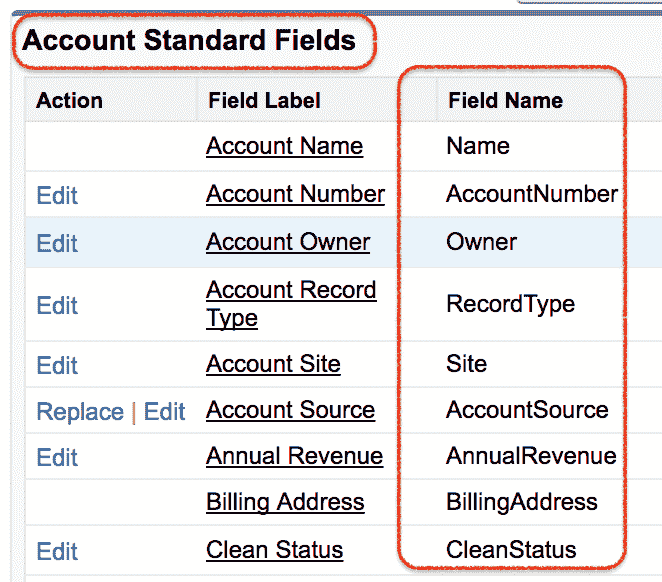 Account Standard Fields
Action Field Label Field Name
Account Name Name
Edit Account Number AccountNumber
Edit Account Owner Owner
Edit Account Record Type RecordType
Edit Account Site Site
Replace | Edit Account Source AccountSource
Edit Annual Revenue AnnualRevenue
Billing Address BillingAddress
Edit Clean Status CleanStatus